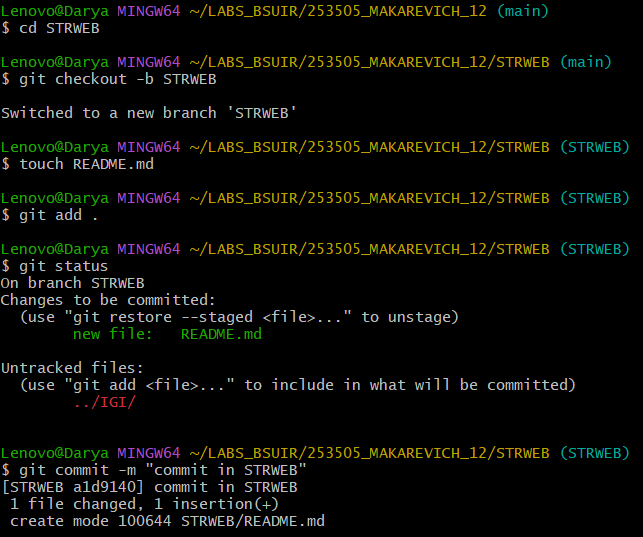 Lenovo@Darya MINGW64 ~/LABS_BSUIR/253505_MAKAREVICH_12 (main)
$ cd STRWEB
Lenovo@Darya MINGW64 ~/LABS_BSUIR/253505_MAKAREVICH_12/STRWEB (main)
$ git checkout -b STRWEB
Switched to a new branch 'STRWEB'
Lenovo@Darya MINGW64 ~/LABS_BSUIR/253505_MAKAREVICH_12/STRWEB (STRWEB)
$ touch README.md
Lenovo@Darya MINGW64 ~/LABS_BSUIR/253505_MAKAREVICH_12/STRWEB (STRWEB)
$ git add .
Lenovo@Darya MINGW64 ~/LABS_BSUIR/253505_MAKAREVICH_12/STRWEB (STRWEB)
$ git status
On branch STRWEB
Changes to be committed:
  (use "git restore --staged <file>..." to unstage)
        new file:   README.md
Untracked files:
  (use "git add <file>..." to include in what will be committed)
        ../IGI/
Lenovo@Darya MINGW64 ~/LABS_BSUIR/253505_MAKAREVICH_12/STRWEB (STRWEB)
$ git commit -m "commit in STRWEB"
[STRWEB a1d9140] commit in STRWEB
 1 file changed, 1 insertion(+)
 create mode 100644 STRWEB/README.md